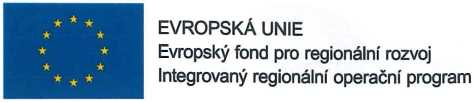 EVROPSKÁ UNIE
Evropský fond pro regionální rozvoj
Integrovaný regionální operační program